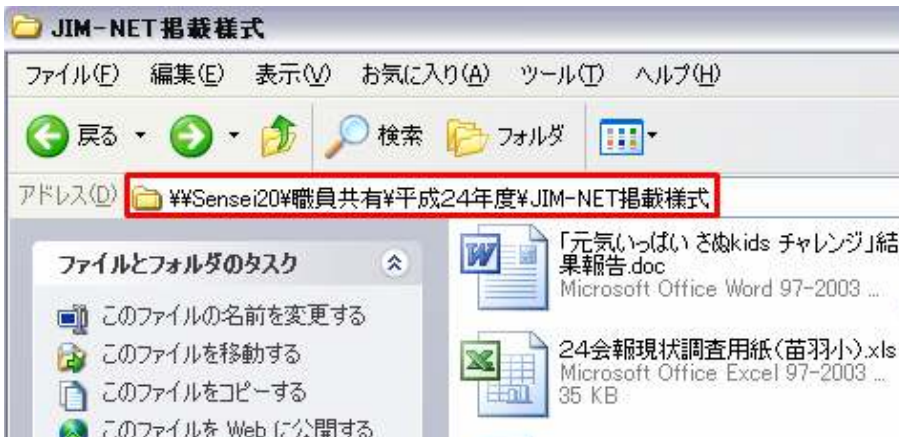 JIM-NET掲載様式
ファイル(F) 編集(E) 表示(V) お気に入り(A) ツール(T) ヘルプ(H)
戻る 検索 フォルダ
アドレス(D) ¥¥Sensei20¥職員共有¥平成24年度¥JIM-NET掲載様式
ファイルとフォルダのタスク
このファイルの名前を変更する
このファイルを移動する
このファイルをコピーする
このファイルを Web に公開する
「元気いっぱい さぬkids チャレンジ」結
果報告.doc
Microsoft Office Word 97-2003 ...
24会報現状調査用紙(苗羽小).xls
Microsoft Office Excel 97-2003 ...
35 KB